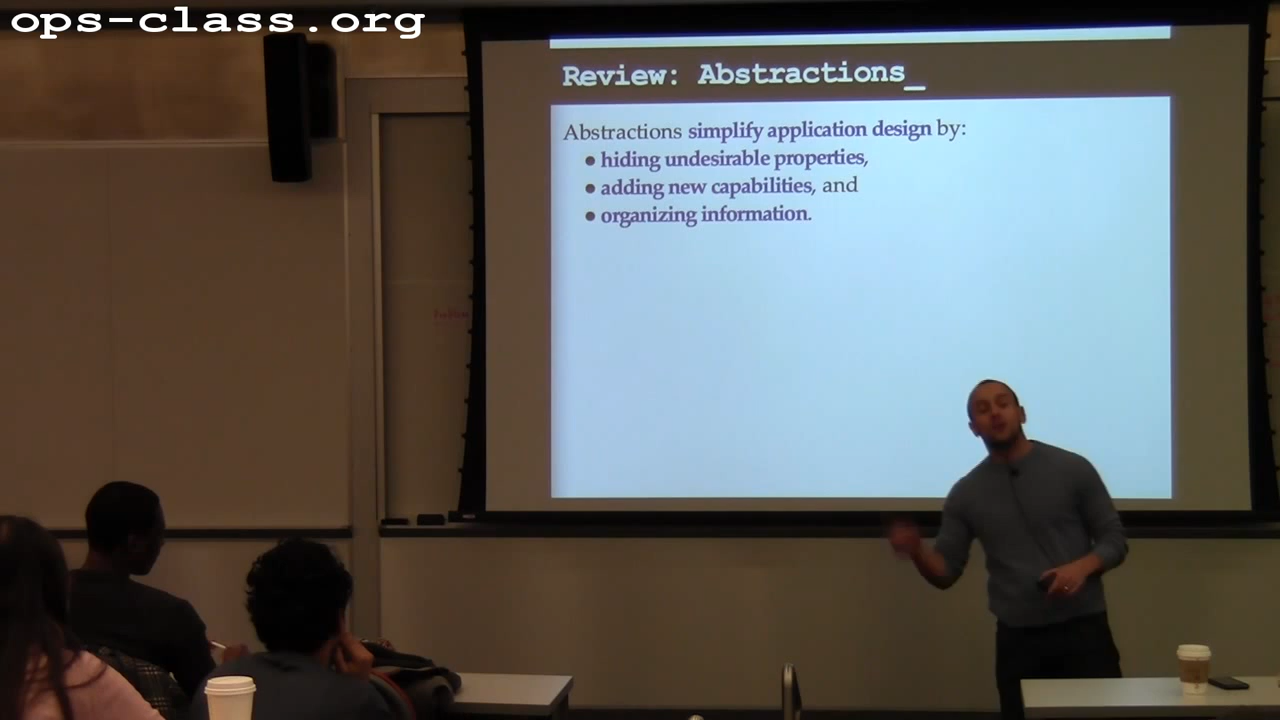 ops-class.org
Review: Abstractions_
Abstractions simplify application design by:
● hiding undesirable properties,
● adding new capabilities, and
● organizing information.